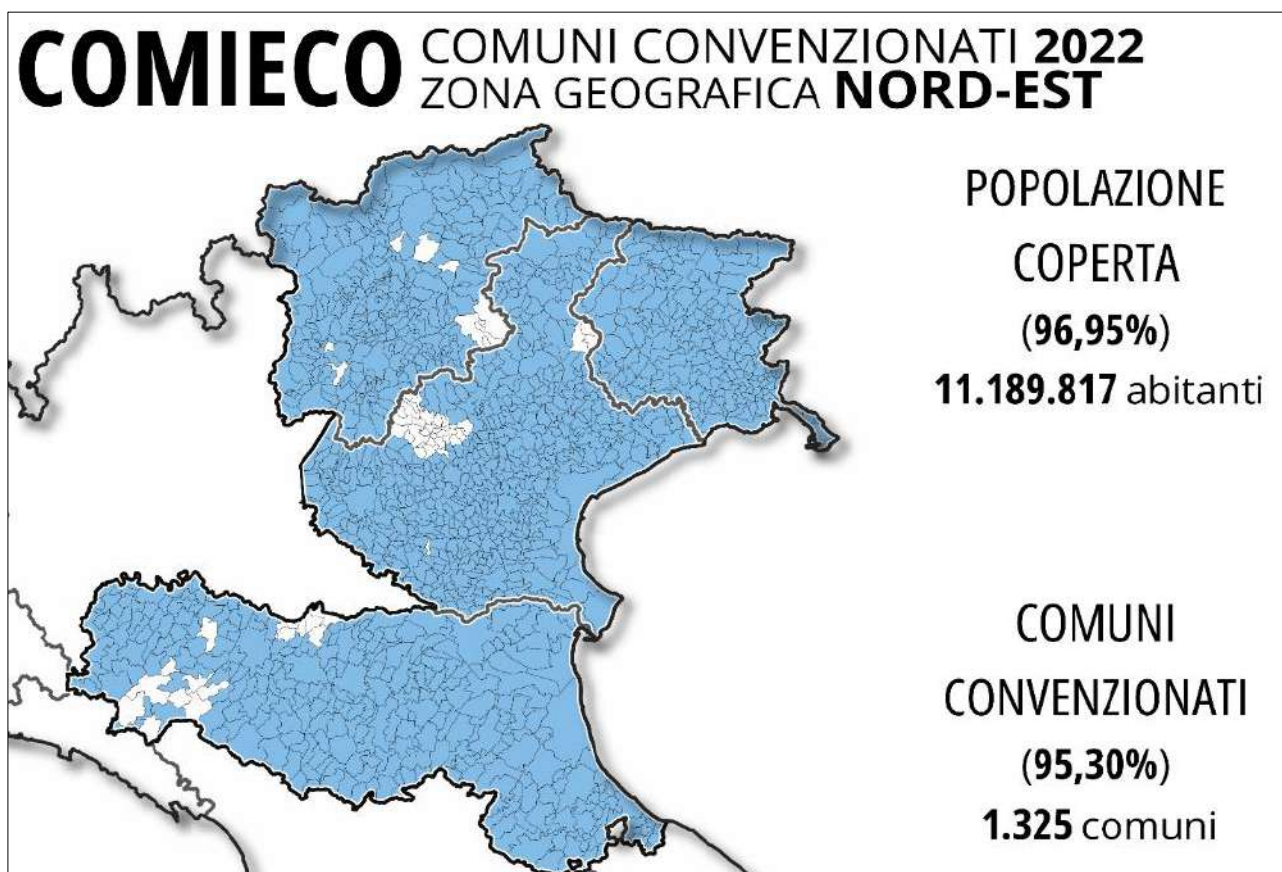 COMIECO
COMUNI CONVENZIONATI 2022
ZONA GEOGRAFICA NORD-EST
POPOLAZIONE
COPERTA
(96,95%)
11.189.817 abitanti
COMUNI
CONVENZIONATI
(95,30%)
1.325 comuni